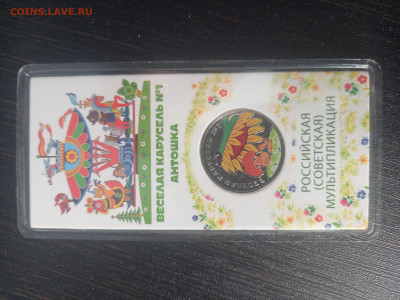 COINS.LAVE.RU
ВЕСЕЛАЯ КАРУСЕЛЬ №1
АНТОШКА
РОССИЙСКАЯ
(СОВЕТСКАЯ)
МУЛЬТИПЛИКАЦИЯ